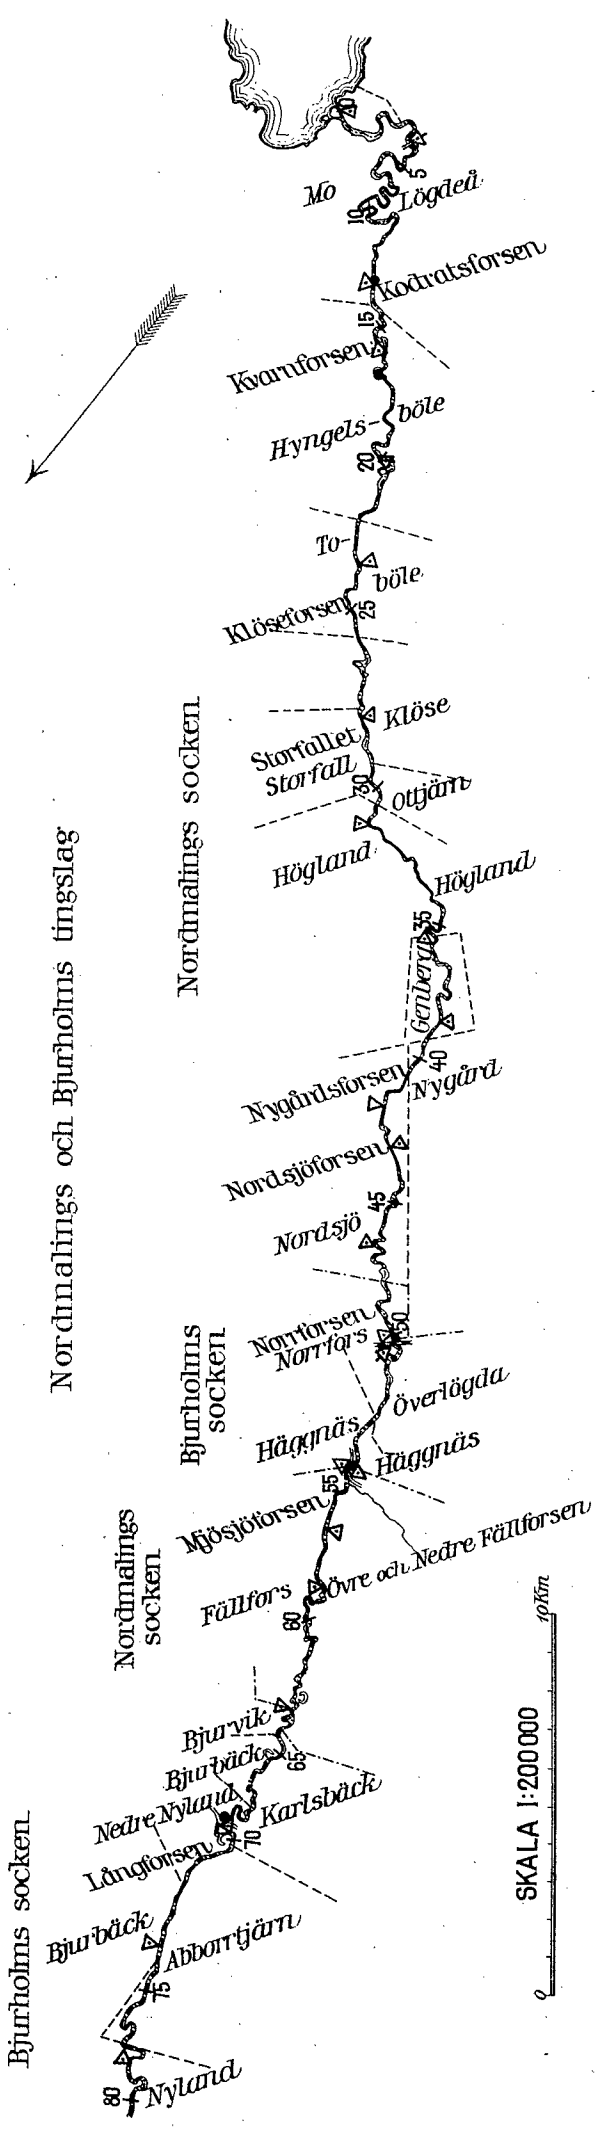 0
5
Mo
Lögdeå
10
Kodratsforsen
15
Kvarnforsen
Hyngels-
böle
20
To-
böle
Klöseforsen
25
Klöse
Storfallet
Storfall
30
Ottjärn
Högland
Högland
35
Genberg
40
Nygårdsforsen
Nygård
Nordsjöforsen
45
Nordsjö
Norrforsen
Norrfors
50
Överlögda
Häggnäs
Häggnäs
55
Mjösjöforsen
Övre och Nedre Fällforsen
Fällfors
60
Bjurvik
65
Bjurbäck
Nedre Nyland
Karlsbäck
Långforsen
70
Bjurbäck
Abborrtjärn
75
80
Nyland
Nordmalings och Bjurholms tingslag
Nordmalings socken
Bjurholms
socken
Nordmalings
socken
Bjurholms socken
SKALA 1:200000
0
10 Km